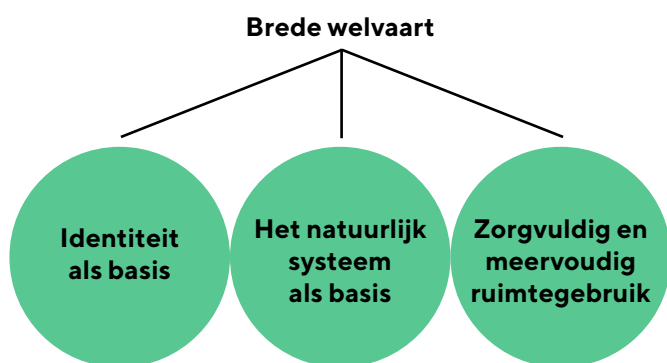 Brede welvaart
Identiteit
als basis
Het natuurlijk
systeem
als basis
Zorgvuldig en
meervoudig
ruimtegebruik